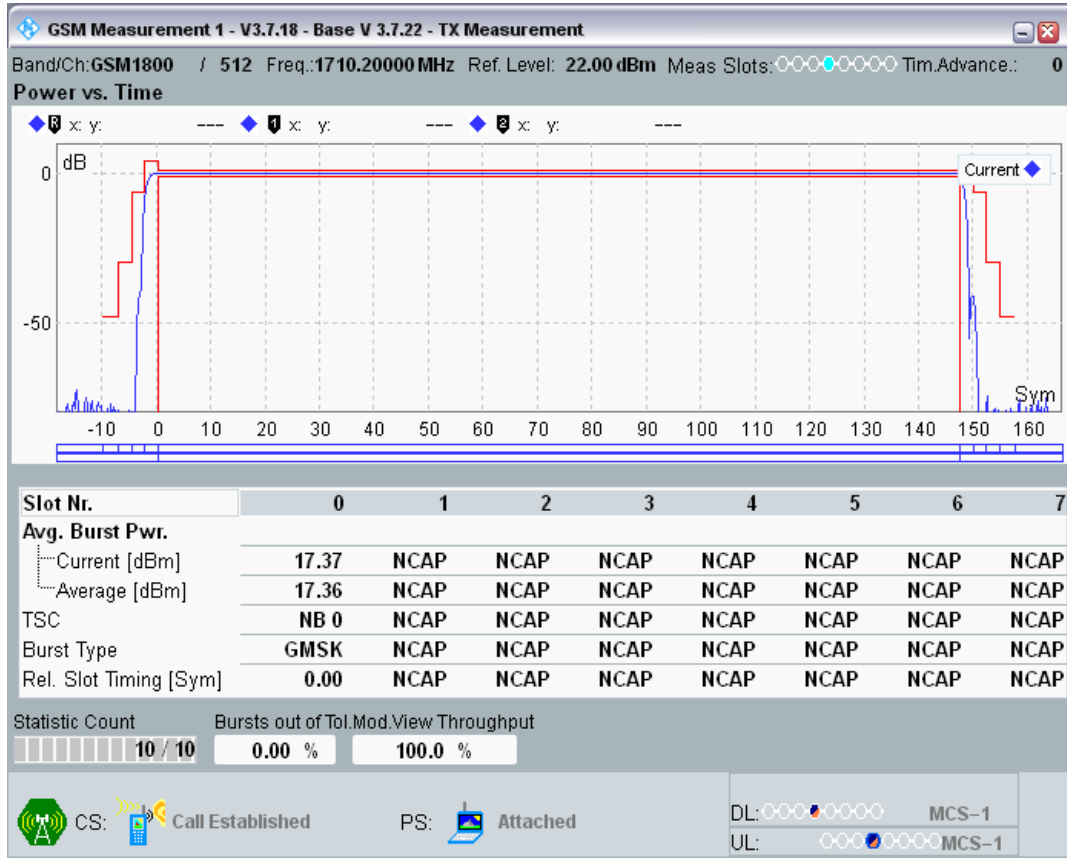 GSM Measurement 1 - V3.7.18 - Base V 3.7.22 - TX Measurement
Band/Ch:GSM1800 / 512 Freq.:1710.20000 MHz Ref. Level: 22.00 dBm Meas Slots: Tim.Advance.: 0
Power vs. Time
R x: y: --- 1 x: y: --- 2 x: y: ---
dB
Current
0
-50
Sym
-10 0 10 20 30 40 50 60 70 80 90 100 110 120 130 140 150 160
Slot Nr. 0 1 2 3 4 5 6 7
Avg. Burst Pwr.
Current [dBm] 17.37 NCAP NCAP NCAP NCAP NCAP NCAP NCAP
Average [dBm] 17.36 NCAP NCAP NCAP NCAP NCAP NCAP NCAP
TSC NB 0 NCAP NCAP NCAP NCAP NCAP NCAP NCAP
Burst Type GMSK NCAP NCAP NCAP NCAP NCAP NCAP NCAP
Rel. Slot Timing [Sym] 0.00 NCAP NCAP NCAP NCAP NCAP NCAP NCAP
Statistic Count Bursts out of Tol. Mod.View Throughput
10 / 10 0.00 % 100.0 %
CS: Call Established PS: Attached
DL: MCS-1
UL: MCS-1